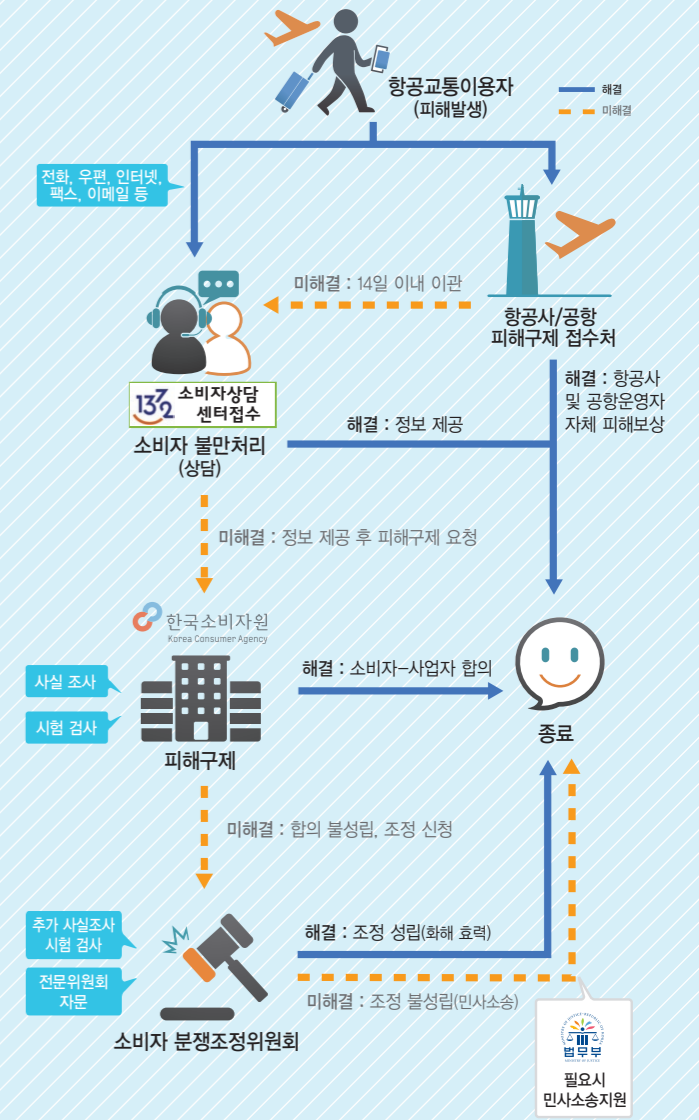 항공교통이용자
(피해발생)
해결
미해결
전화, 우편, 인터넷,
팩스, 이메일 등
미해결 : 14일 이내 이관
항공사/공항
피해구제 접수처
해결 : 항공사
및 공항운영자
자체 피해보상
1372 소비자상담
센터접수
소비자 불만처리
(상담)
해결 : 정보 제공
미해결 : 정보 제공 후 피해구제 요청
한국소비자원
Korea Consumer Agency
사실 조사
시험 검사
피해구제
해결 : 소비자-사업자 합의
종료
미해결 : 합의 불성립, 조정 신청
추가 사실조사
시험 검사
전문위원회
자문
해결 : 조정 성립(화해 효력)
미해결 : 조정 불성립(민사소송)
소비자 분쟁조정위원회
법무부
필요시
민사소송지원